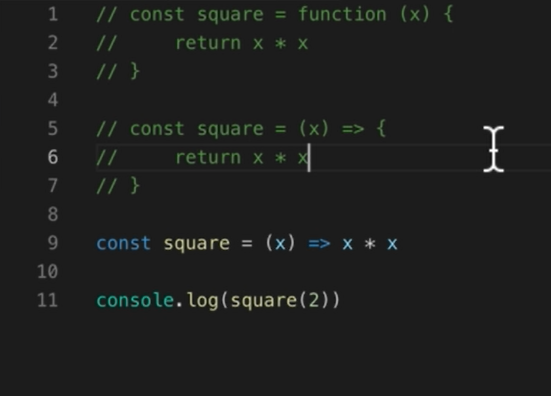 1 // const square = function (x) {
2 //     return x * x
3 // }
4
5 // const square = (x) => {
6 //     return x * x
7 // }
8
9 const square = (x) => x * x
10
11 console.log(square(2))